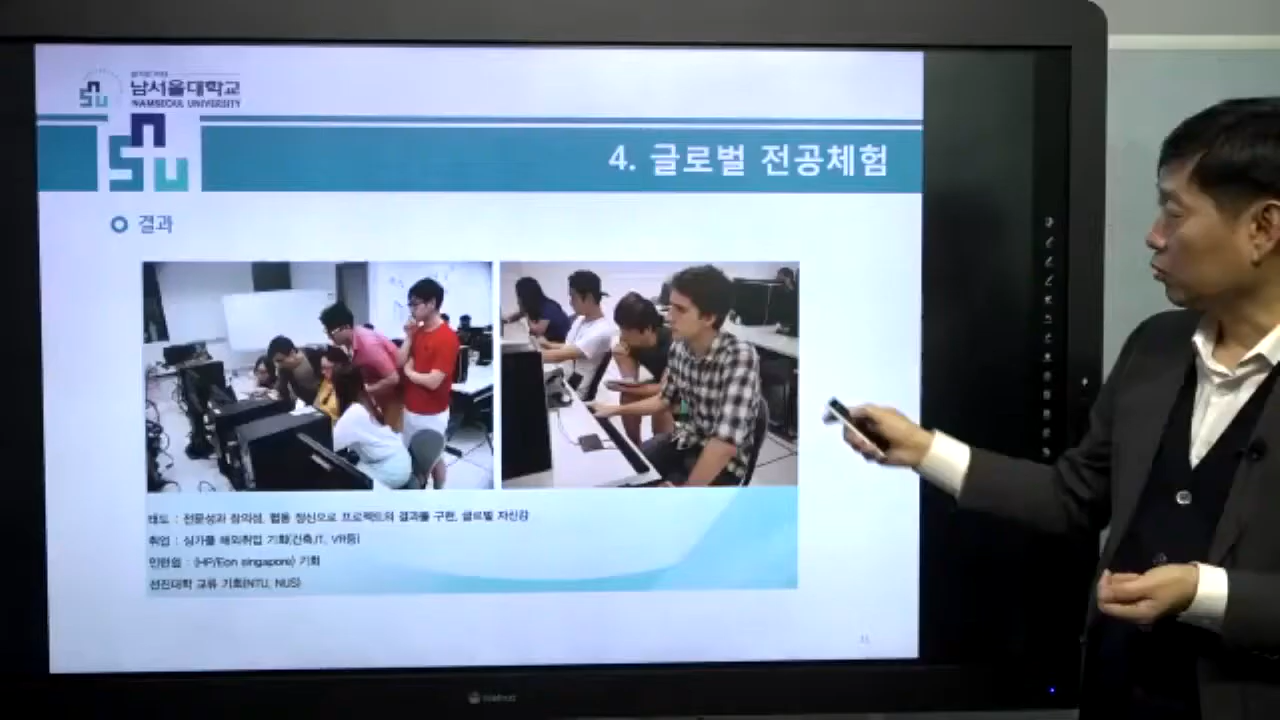 남서울대학교
NAMSEOUL UNIVERSITY
nsu
nsu
4. 글로벌 전공체험
결과
태도 : 전문성과 창의성, 협동 정신으로 프로젝트의 결과를 구현, 글로벌 자신감
취업 : 싱가폴 해외취업 기회(건축,IT, VR등)
인턴쉽 : (HP/Eon singapore) 기회
선진대학 교류 기회(NTU, NUS)